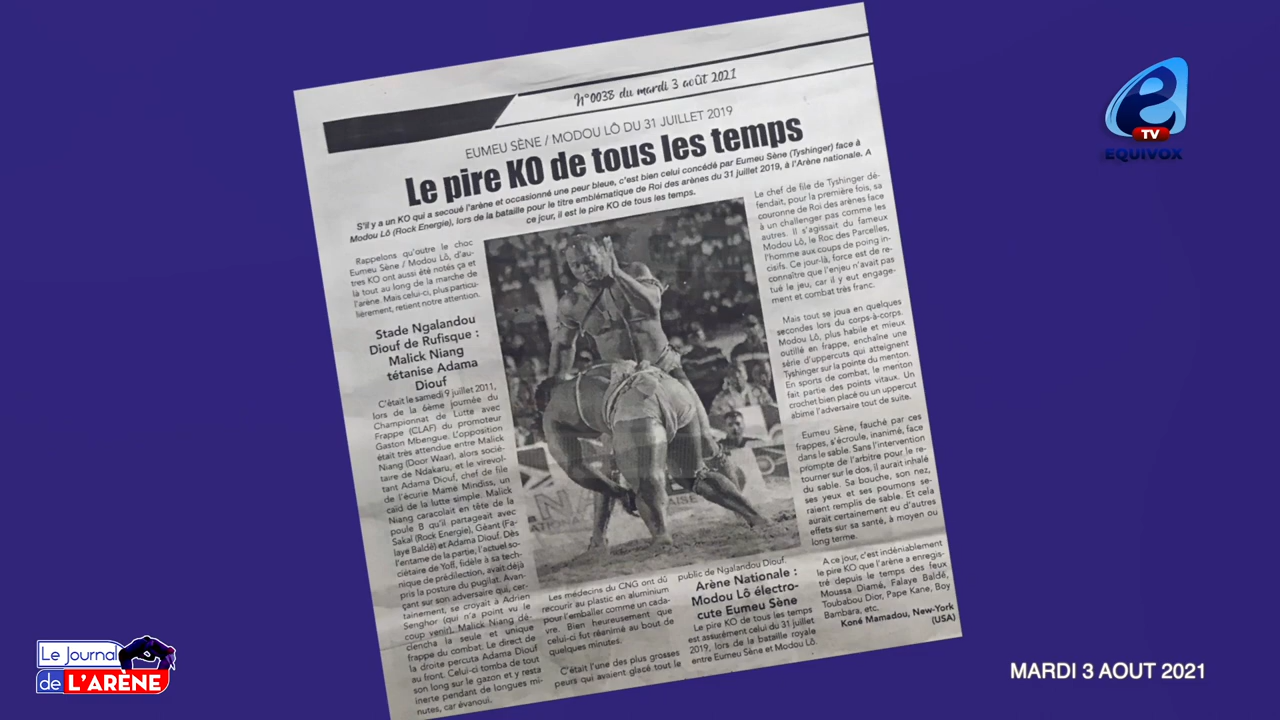 N°0038 du mardi 3 août 2021
EUMEU SÈNE / MODOU LÔ DU 31 JUILLET 2019
Le pire KO de tous les temps
S'il y a un KO qui a secoué l'arène et occasionné une peur bleue, c'est bien celui concédé par Eumeu Sène (Tyshinger) face à
Modou Lô (Rock Energie), lors de la bataille pour le titre emblématique de Roi des arènes du 31 juillet 2019, à l'Arène nationale. A
ce jour, il est le pire KO de tous les temps.
Rappelons qu'outre le choc
Eumeu Sène / Modou Lô, d'au-
tres KO ont aussi été notés ça et
là tout au long de la marche de
l'arène. Mais celui-ci, plus particu-
lièrement, retient notre attention.
Stade Ngalandou
Diouf de Rufisque :
Malick Niang
tétanise Adama
Diouf
C'était le samedi 9 juillet 2011,
lors de la 6ème journée du
Championnat de Lutte avec
Frappe (CLAF) du promoteur
Gaston Mbengue. L'opposition
était très attendue entre Malick
Niang (Door Waar), alors socié-
taire de Ndakaru, et le virevol-
tant Adama Diouf, chef de file
de l'écurie Mame Mindiss, un
caïd de la lutte simple. Malick
Niang caracolait en tête de la
poule B qu'il partageait avec
Sakal (Rock Energie), Géant (Fa-
laye Baldé) et Adama Diouf. Dès
l'entame de la partie, l'actuel so-
ciétaire de Yoff, fidèle à sa tech-
nique de prédilection, avait déjà
pris la posture du pugilat. Avan-
çant sur son adversaire qui, cer-
tainement, se croyait à Adrien
Senghor (qui n'a point vu le
coup venir), Malick Niang dé-
clencha la seule et unique
frappe du combat. Le direct de
la droite percuta Adama Diouf
au front. Celui-ci tomba de tout
son long sur le gazon et y resta
inerte pendant de longues mi-
nutes, car évanoui.
Les médecins du CNG ont dû
recourir au plastic en aluminium
pour l'emballer comme un cada-
vre. Bien heureusement que
celui-ci fut réanimé au bout de
quelques minutes.
C'était l'une des plus grosses
peurs qui avaient glacé tout le
public de Ngalandou Diouf.
Arène Nationale :
Modou Lô électro-
cute Eumeu Sène
Le pire KO de tous les temps
est assurément celui du 31 juillet
2019, lors de la bataille royale
entre Eumeu Sène et Modou Lô.
Le chef de file de Tyshinger dé-
fendait, pour la première fois, sa
couronne de Roi des arènes face
à un challenger pas comme les
autres. Il s'agissait du fameux
Modou Lô, le Roc des Parcelles,
l'homme aux coups de poing in-
cisifs. Ce jour-là, force est de re-
connaître que l'enjeu n'avait pas
tué le jeu, car il y eut engage-
ment et combat très franc.
Mais tout se joua en quelques
secondes lors du corps-à-corps.
Modou Lô, plus habile et mieux
outillé en frappe, enchaîne une
série d'uppercuts qui atteignent
Tyshinger sur la pointe du menton.
En sports de combat, le menton
fait partie des points vitaux. Un
crochet bien placé ou un uppercut
abime l'adversaire tout de suite.
Eumeu Sène, fauché par ces
frappes, s'écroule, inanimé, face
dans le sable. Sans l'intervention
prompte de l'arbitre pour le re-
tourner sur le dos, il aurait inhalé
du sable. Sa bouche, son nez,
ses yeux et ses poumons se-
raient remplis de sable. Et cela
aurait certainement eu d'autres
effets sur sa santé, à moyen ou
long terme.
A ce jour, c'est indéniablement
le pire KO que l'arène a enregis-
tré depuis le temps des feux
Moussa Diamé, Falaye Baldé,
Toubabou Dior, Pape Kane, Boy
Bambara, etc.
Koné Mamadou, New-York
(USA)
e
TV
EQUIVOX
Le Journal
de L'ARÈNE
MARDI 3 AOUT 2021